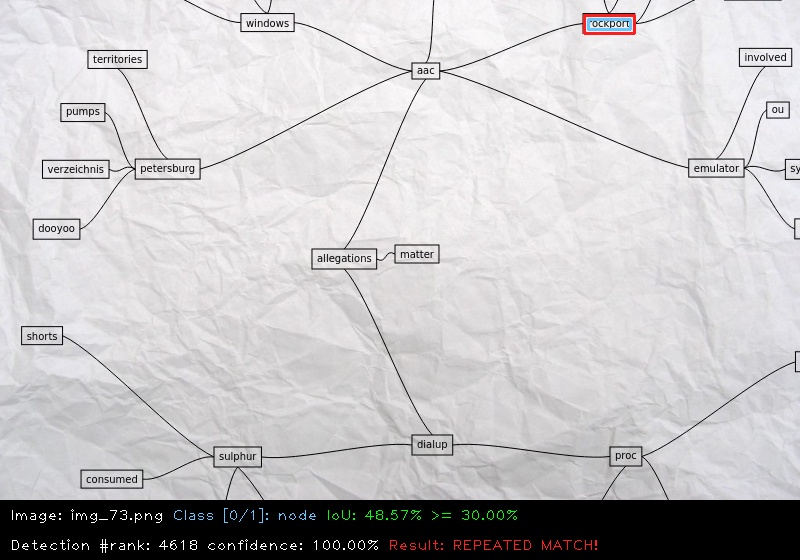 windows
ockport
aac
territories
involved
pumps
ou
verzeichnis
petersburg
emulator
sy
dooyoo
allegations
matter
shorts
dialup
sulphur
proc
consumed
Image: img_73.png Class [0/1]: node IoU: 48.57% >= 30.00%
Detection #rank: 4618 confidence: 100.00% Result: REPEATED MATCH!